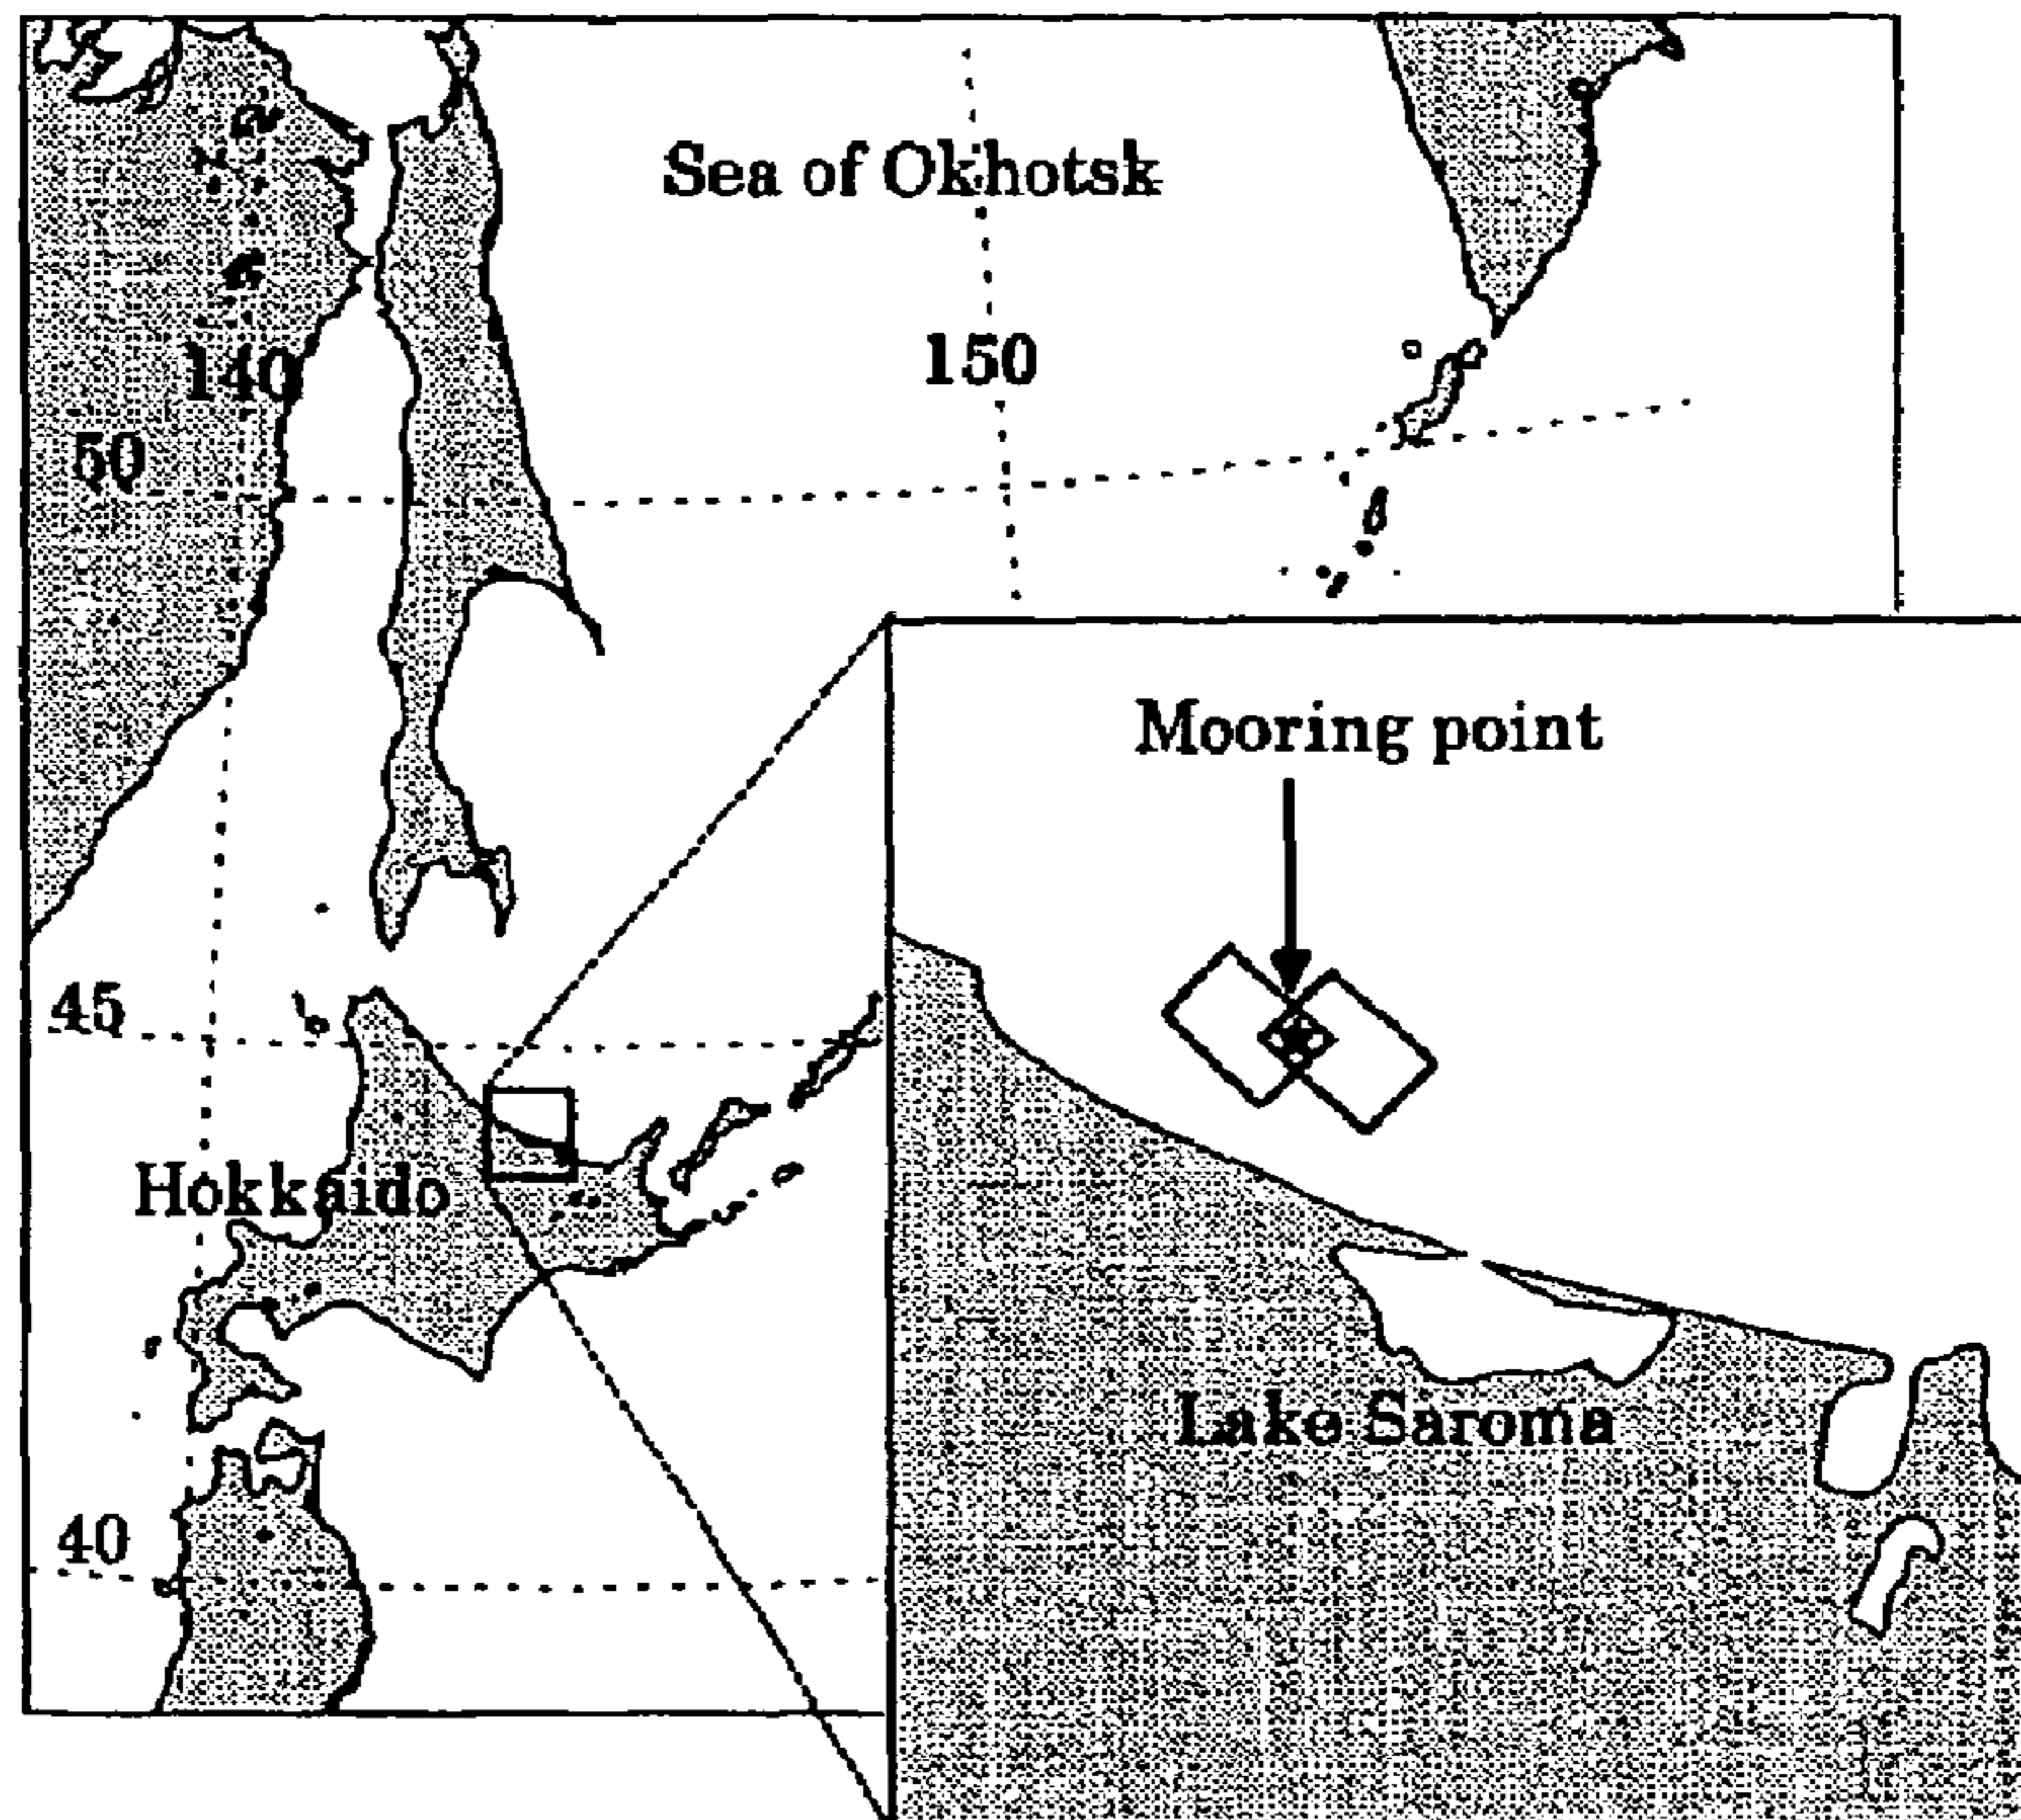 Sea of Okhotsk
140
150
50
Mooring point
45
Hokkaido
Lake Saroma
40